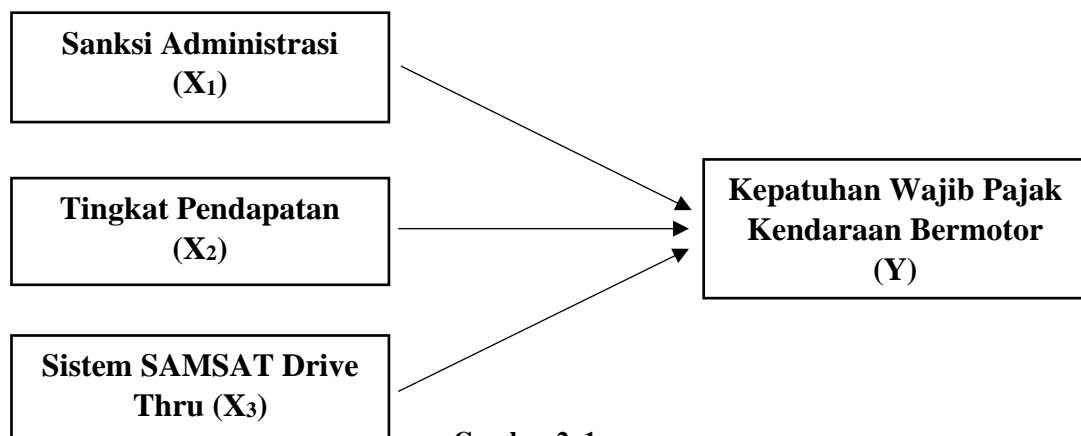 Sanksi Administrasi
(X1)
Tingkat Pendapatan
(X2)
Sistem SAMSAT Drive
Thru (X3)
Kepatuhan Wajib Pajak
Kendaraan Bermotor
(Y)